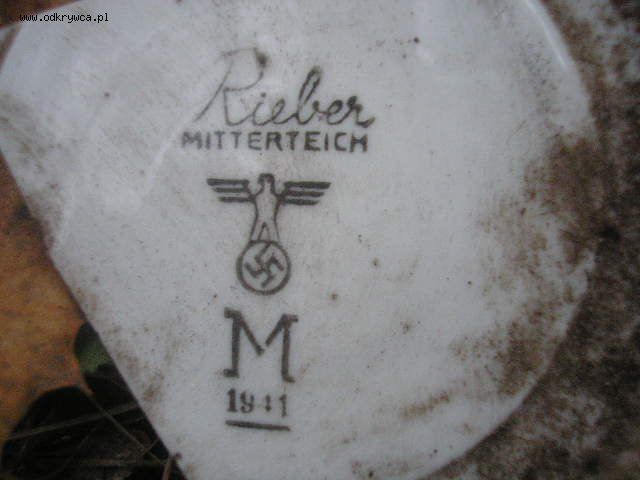 www.odkrywca.pl
Rieber
MITTERTEICH
M
1941